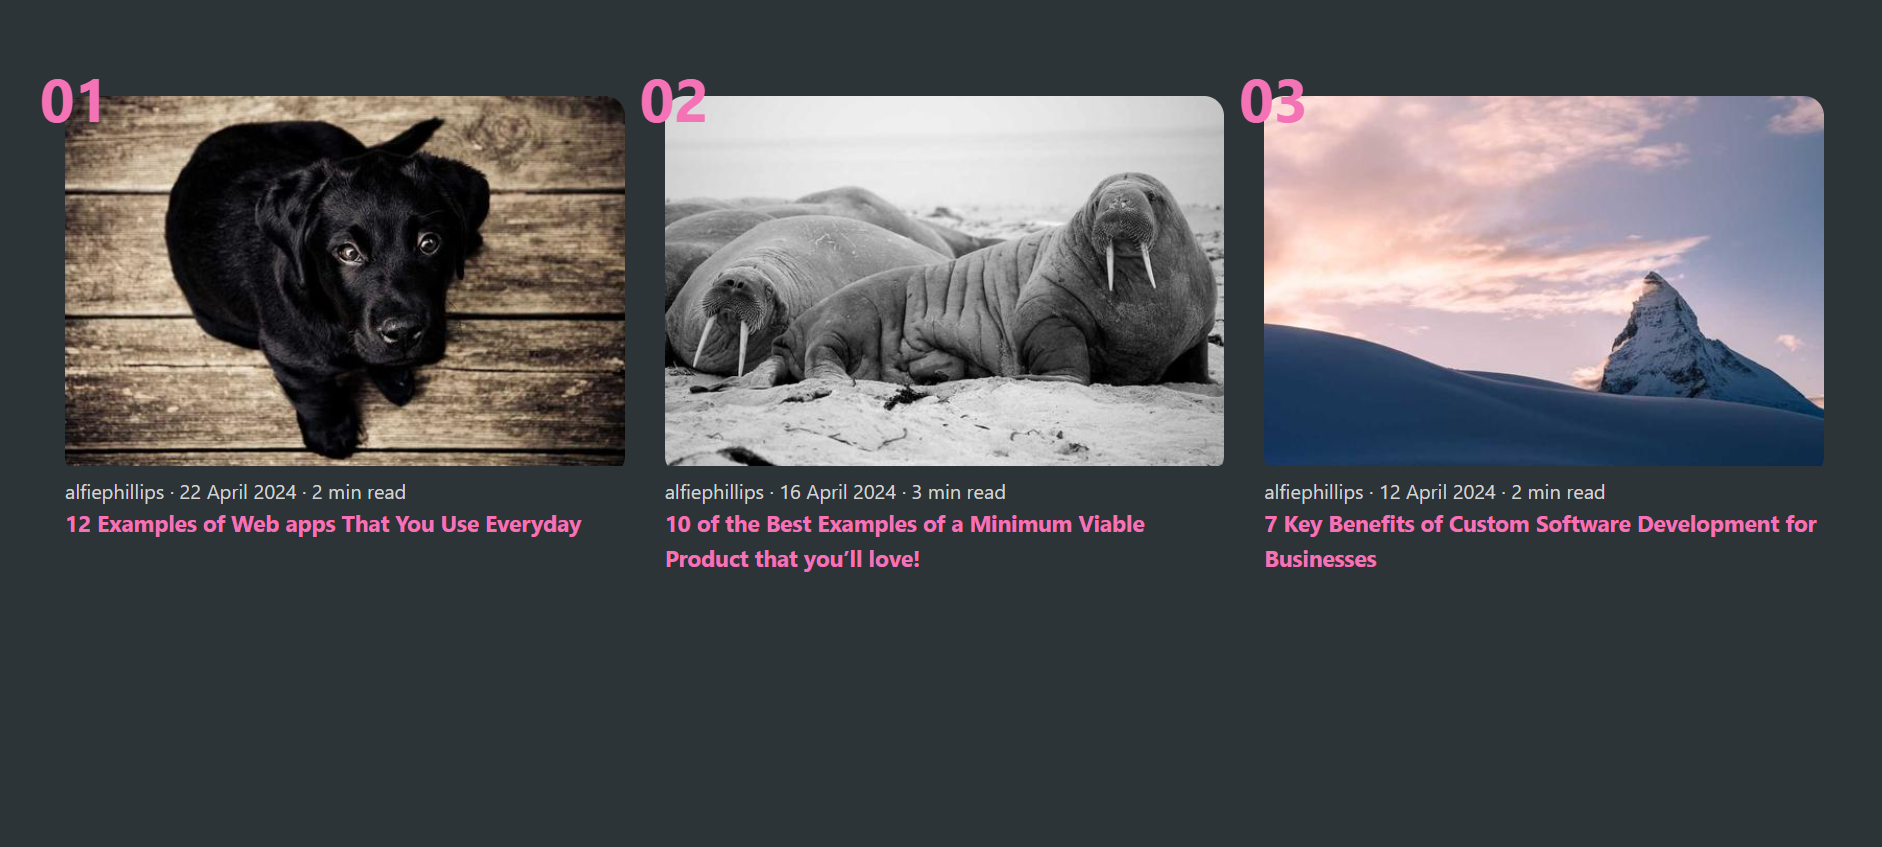 01
alfiephillips · 22 April 2024 · 2 min read
12 Examples of Web apps That You Use Everyday
02
alfiephillips · 16 April 2024 · 3 min read
10 of the Best Examples of a Minimum Viable
Product that you’ll love!
03
alfiephillips · 12 April 2024 · 2 min read
7 Key Benefits of Custom Software Development for
Businesses